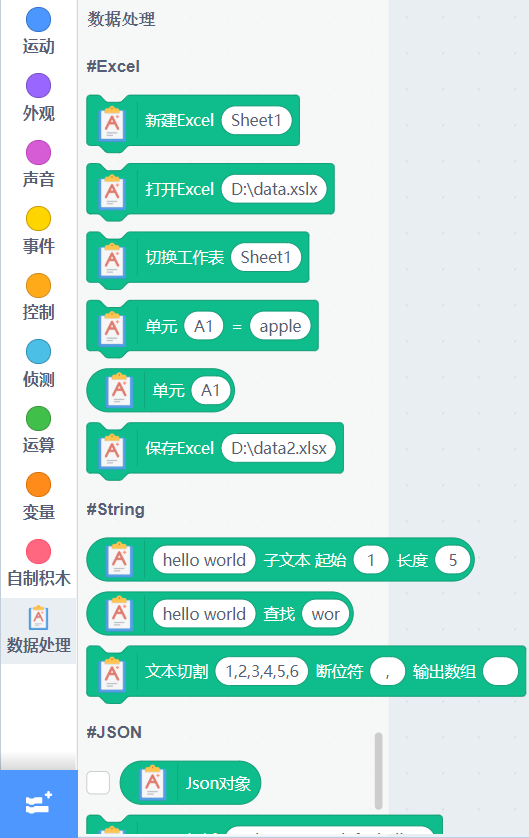 运动
外观
声音
事件
控制
侦测
运算
变量
自制积木
数据处理
数据处理
#Excel
新建Excel Sheet1
打开Excel D:\data.xslx
切换工作表 Sheet1
单元 A1 = apple
单元 A1
保存Excel D:\data2.xlsx
#String
hello world 子文本 起始 1 长度 5
hello world 查找 wor
文本切割 1,2,3,4,5,6 断位符 , 输出数组
#JSON
Json对象